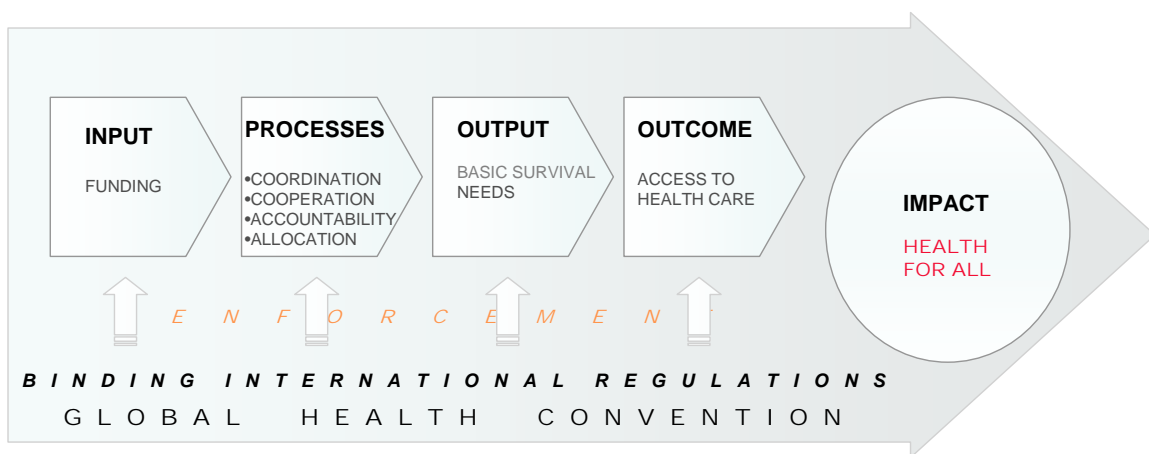 INPUT
FUNDING
PROCESSES
•COORDINATION
•COOPERATION
•ACCOUNTABILITY
•ALLOCATION
OUTPUT
BASIC SURVIVAL
NEEDS
OUTCOME
ACCESS TO
HEALTH CARE
IMPACT
HEALTH
FOR ALL
ENFORCEMENT
BINDING INTERNATIONAL REGULATIONS
GLOBAL HEALTH CONVENTION